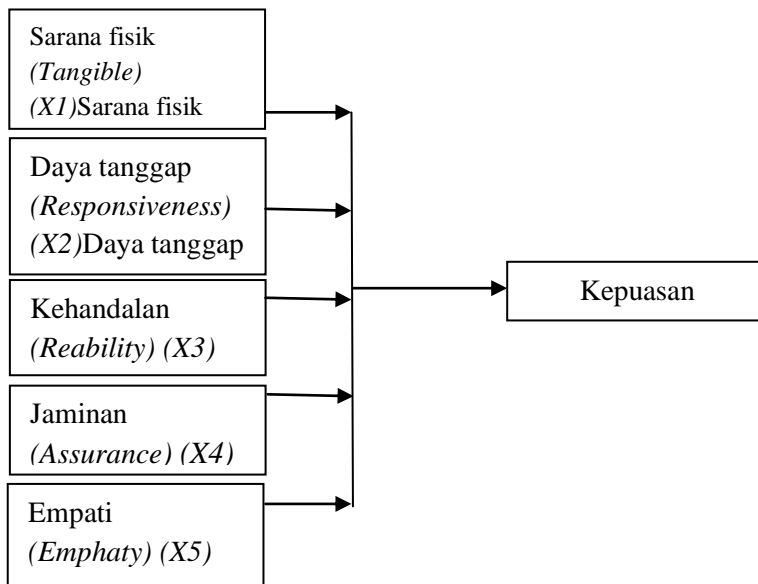 Sarana fisik
(Tangible)
(X1)Sarana fisik
Daya tanggap
(Responsiveness)
(X2)Daya tanggap
Kehandalan
(Reability) (X3)
Jaminan
(Assurance) (X4)
Empati
(Emphaty) (X5)
Kepuasan